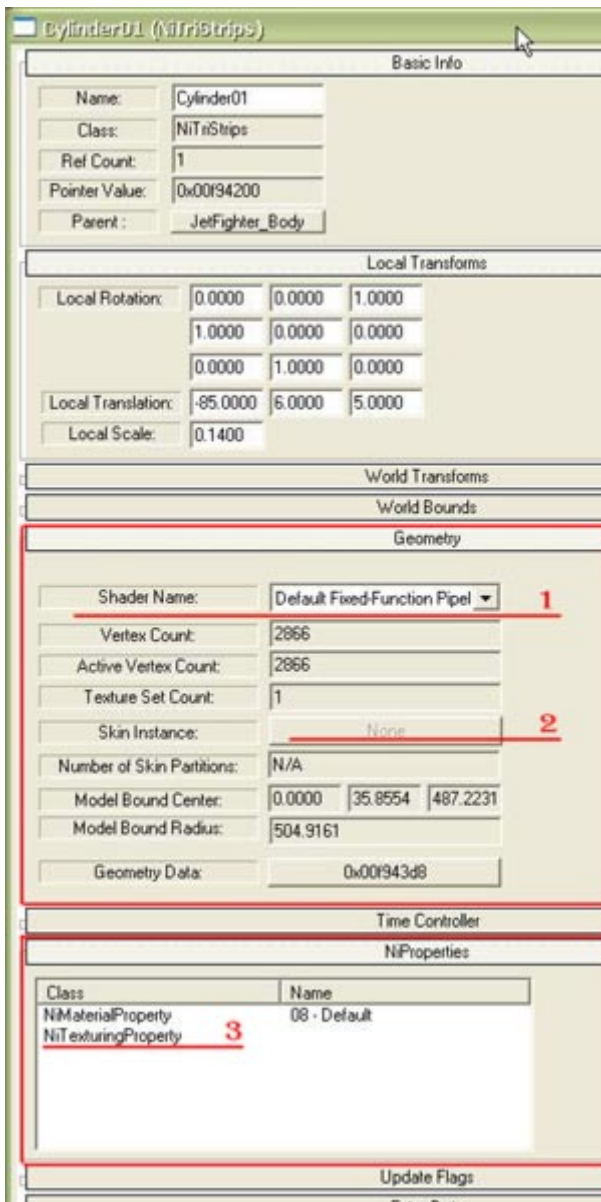 Cylinder01 (NiTriStrips)
Basic Info
Name: Cylinder01
Class: NiTriStrips
Ref Count: 1
Pointer Value: 0x00f94200
Parent : JetFighter_Body
Local Transforms
Local Rotation: 0.0000 0.0000 1.0000
1.0000 0.0000 0.0000
0.0000 1.0000 0.0000
Local Translation: -85.0000 6.0000 5.0000
Local Scale: 0.1400
World Transforms
World Bounds
Geometry
Shader Name: Default Fixed-Function Pipel 1
Vertex Count: 2866
Active Vertex Count: 2866
Texture Set Count: 1
Skin Instance: None 2
Number of Skin Partitions: N/A
Model Bound Center: 0.0000 35.8554 487.2231
Model Bound Radius: 504.9161
Geometry Data: 0x00f943d8
Time Controller
NiProperties
Class Name
NiMaterialProperty 08 - Default
NiTexturingProperty 3
Update Flags